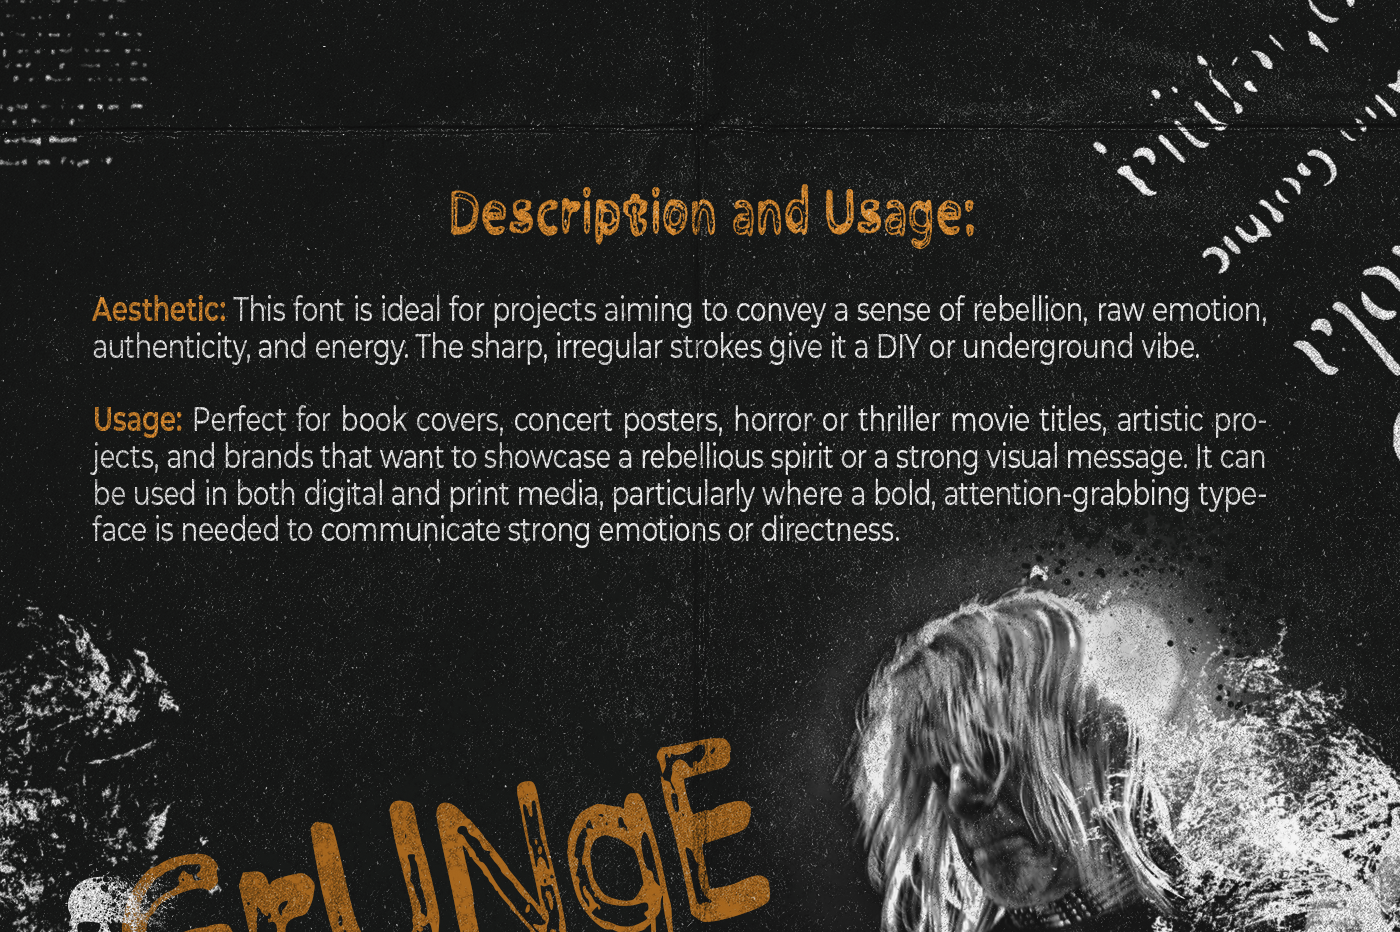 Description and Usage:
Aesthetic: This font is ideal for projects aiming to convey a sense of rebellion, raw emotion,
authenticity, and energy. The sharp, irregular strokes give it a DIY or underground vibe.
Usage: Perfect for book covers, concert posters, horror or thriller movie titles, artistic pro-
jects, and brands that want to showcase a rebellious spirit or a strong visual message. It can
be used in both digital and print media, particularly where a bold, attention-grabbing type-
face is needed to communicate strong emotions or directness.
GrUNgE